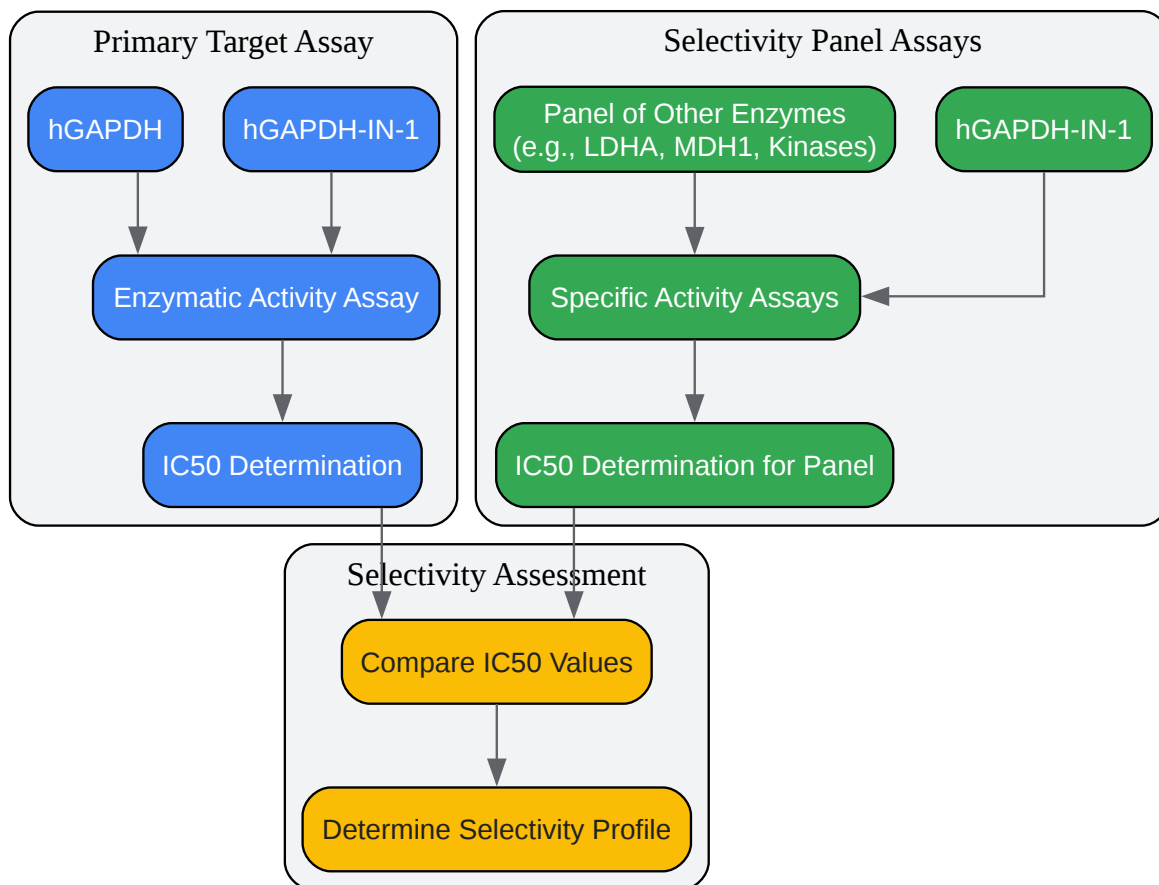 Primary Target Assay
hGAPDH
hGAPDH-IN-1
Enzymatic Activity Assay
IC50 Determination
Selectivity Panel Assays
Panel of Other Enzymes
(e.g., LDHA, MDH1, Kinases)
hGAPDH-IN-1
Specific Activity Assays
IC50 Determination for Panel
Selectivity Assessment
Compare IC50 Values
Determine Selectivity Profile